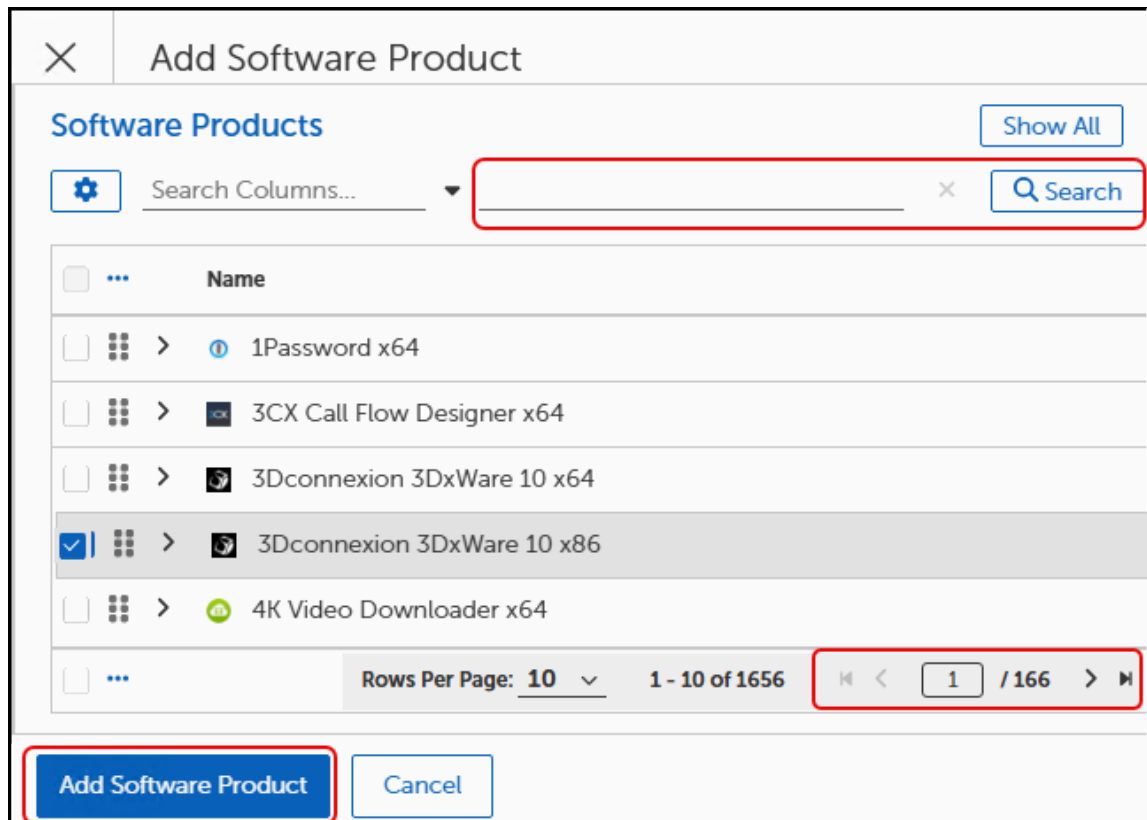 Add Software Product
Software Products
Show All
Search Columns...
Search
Name
1Password x64
3CX Call Flow Designer x64
3Dconnexion 3DxWare 10 x64
3Dconnexion 3DxWare 10 x86
4K Video Downloader x64
Rows Per Page: 10 1 - 10 of 1656 1 / 166
Add Software Product Cancel